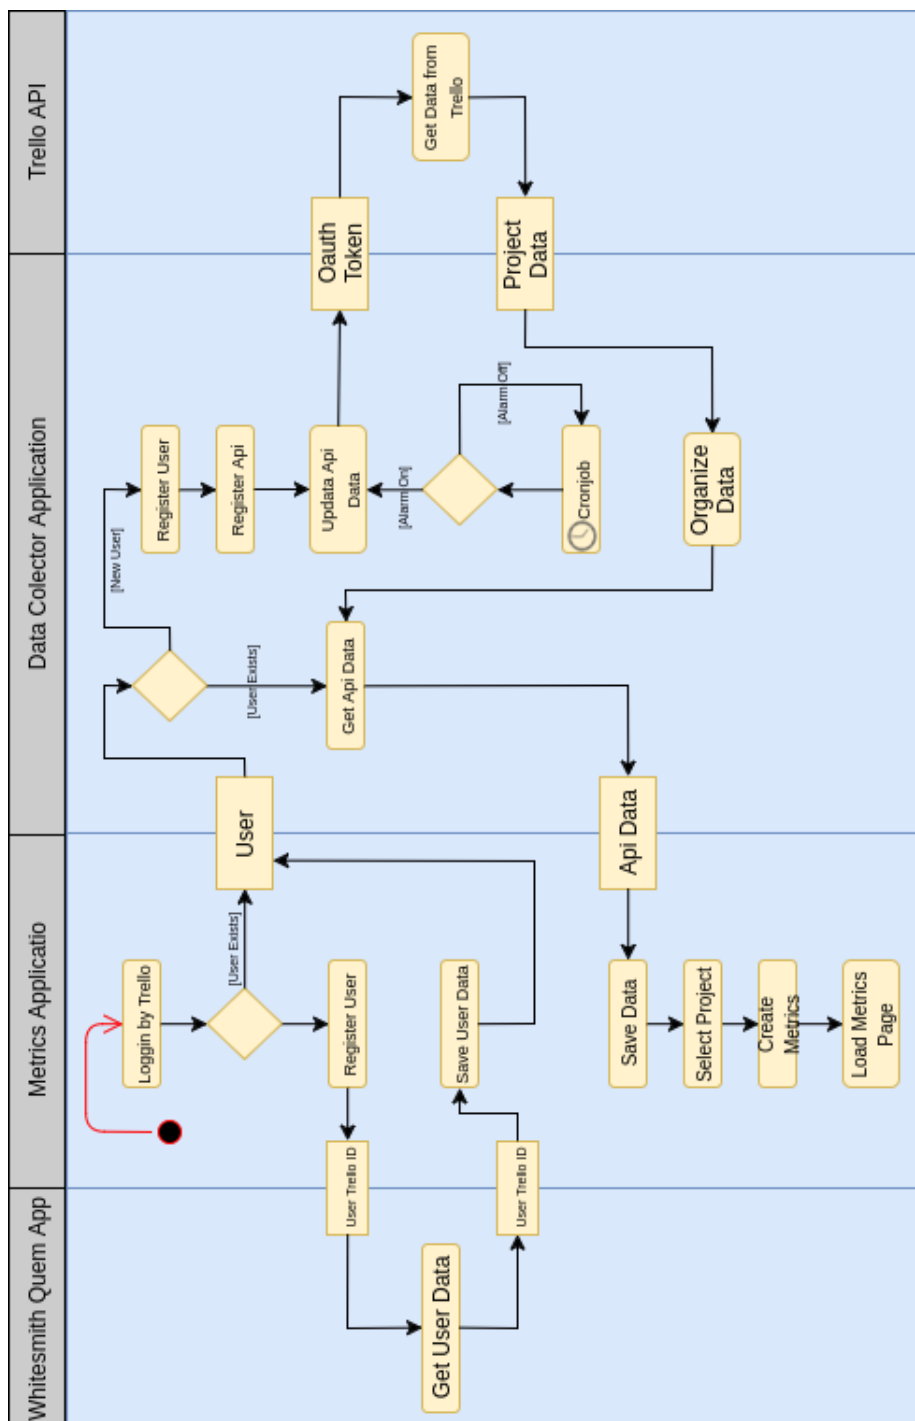 Whitesmith Quem App
Metrics Applicatio
Data Colector Application
Trello API
Loggin by Trello
[User Exists]
Register User
User Trello ID
Get User Data
User Trello ID
Save User Data
User
[New User]
[User Exists]
Register User
Register Api
Updata Api
Data
[Alarm On]
[Alarm Off]
Cronjob
Oauth
Token
Get Data from
Trello
Project
Data
Organize
Data
Get Api Data
Api Data
Save Data
Select Project
Create
Metrics
Load Metrics
Page